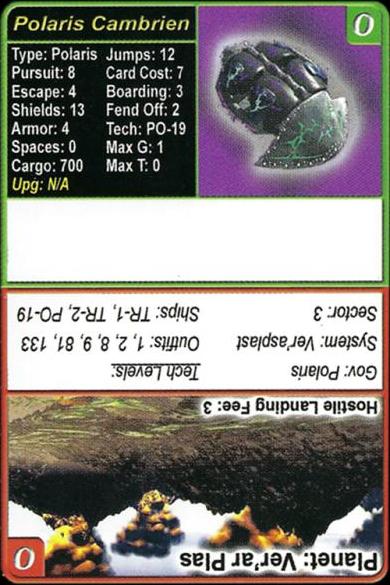 Polaris Cambrien
0
Type: Polaris Jumps: 12
Pursuit: 8 Card Cost: 7
Escape: 4 Boarding: 3
Shields: 13 Fend Off: 2
Armor: 4 Tech: PO-19
Spaces: 0 Max G: 1
Cargo: 700 Max T: 0
Upg: N/A
Planet: Ver'ar Plas
0
Hostile Landing Fee: 3
Gov: Polaris Tech Levels:
System: Ver'asplast Outfits: 1, 2, 8, 9, 81, 133
Sector: 3 Ships: TR-1, TR-2, PO-19